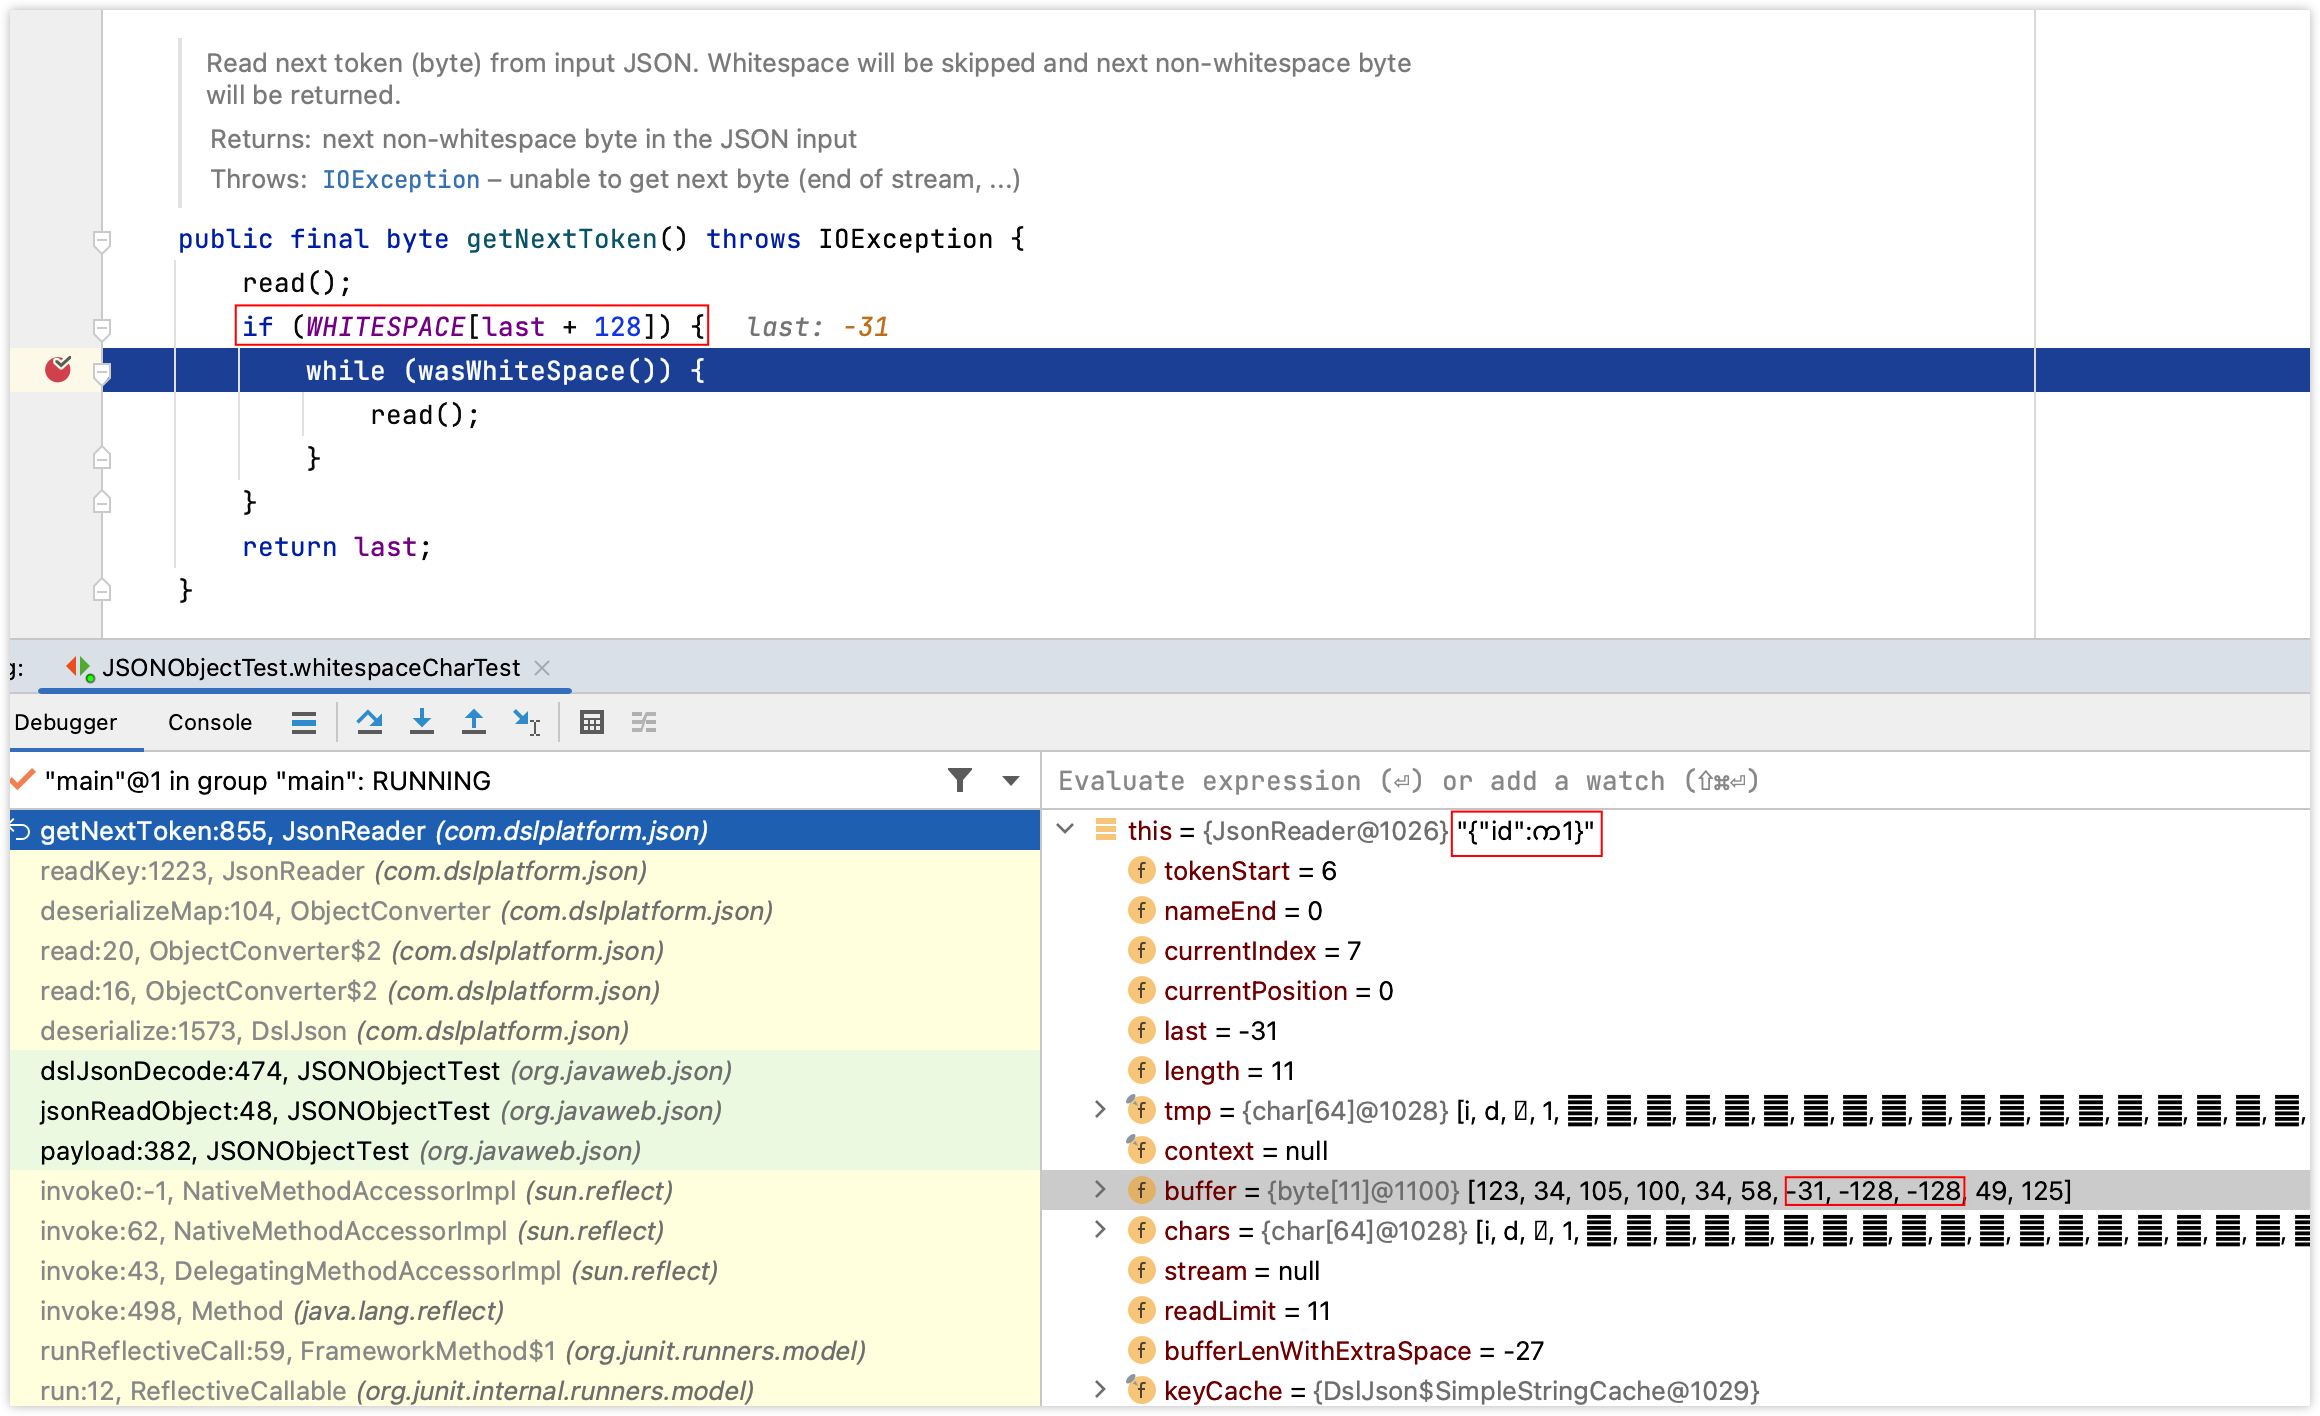 Read next token (byte) from input JSON. Whitespace will be skipped and next non-whitespace byte
will be returned.
Returns: next non-whitespace byte in the JSON input
Throws: IOException – unable to get next byte (end of stream, ...)
public final byte getNextToken() throws IOException {
read();
if (WHITESPACE[last + 128]) { last: -31
while (wasWhiteSpace()) {
read();
}
}
return last;
}
g: JSONObjectTest.whitespaceCharTest
Debugger Console
"main"@1 in group "main": RUNNING
getNextToken:855, JsonReader (com.dslplatform.json)
readKey:1223, JsonReader (com.dslplatform.json)
deserializeMap:104, ObjectConverter (com.dslplatform.json)
read:20, ObjectConverter$2 (com.dslplatform.json)
read:16, ObjectConverter$2 (com.dslplatform.json)
deserialize:1573, DslJson (com.dslplatform.json)
dslJsonDecode:474, JSONObjectTest (org.javaweb.json)
jsonReadObject:48, JSONObjectTest (org.javaweb.json)
payload:382, JSONObjectTest (org.javaweb.json)
invoke0:-1, NativeMethodAccessorImpl (sun.reflect)
invoke:62, NativeMethodAccessorImpl (sun.reflect)
invoke:43, DelegatingMethodAccessorImpl (sun.reflect)
invoke:498, Method (java.lang.reflect)
runReflectiveCall:59, FrameworkMethod$1 (org.junit.runners.model)
run:12, ReflectiveCallable (org.junit.internal.runners.model)
Evaluate expression (⏎) or add a watch (⇧⌘⏎)
this = {JsonReader@1026} "{"id":က1}"
tokenStart = 6
nameEnd = 0
currentIndex = 7
currentPosition = 0
last = -31
length = 11
tmp = {char[64]@1028} [i, d, 1,
context = null
buffer = {byte[11]@1100} [123, 34, 105, 100, 34, 58, -31, -128, -128, 49, 125]
chars = {char[64]@1028} [i, d, 1,
stream = null
readLimit = 11
bufferLenWithExtraSpace = -27
keyCache = {DslJson$SimpleStringCache@1029}